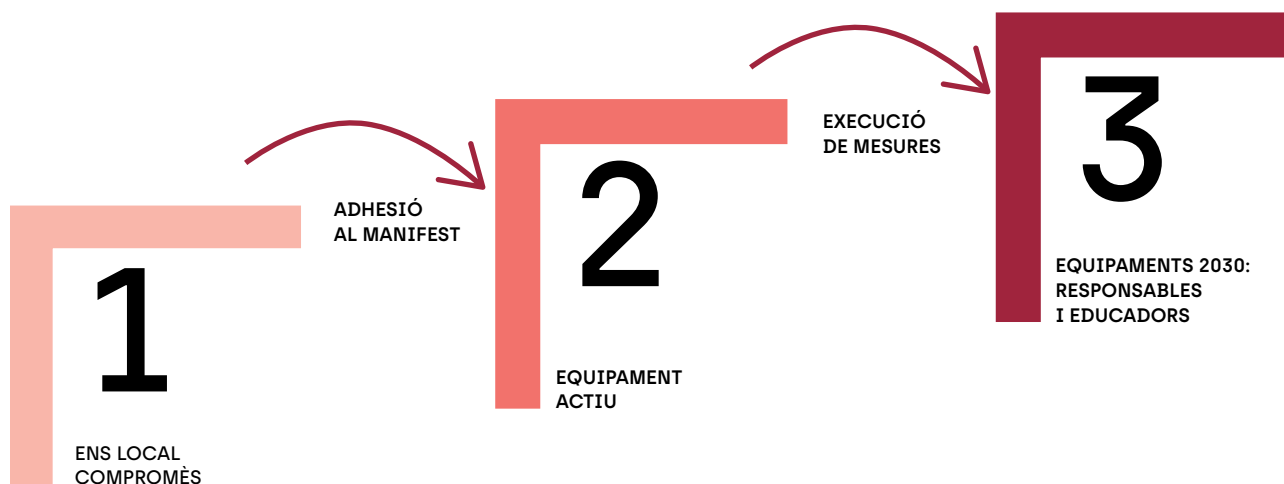 1
ENS LOCAL
COMPROMÈS
ADHESIÓ
AL MANIFEST
2
EQUIPAMENT
ACTIU
EXECUCIÓ
DE MESURES
3
EQUIPAMENTS 2030:
RESPONSABLES
I EDUCADORS